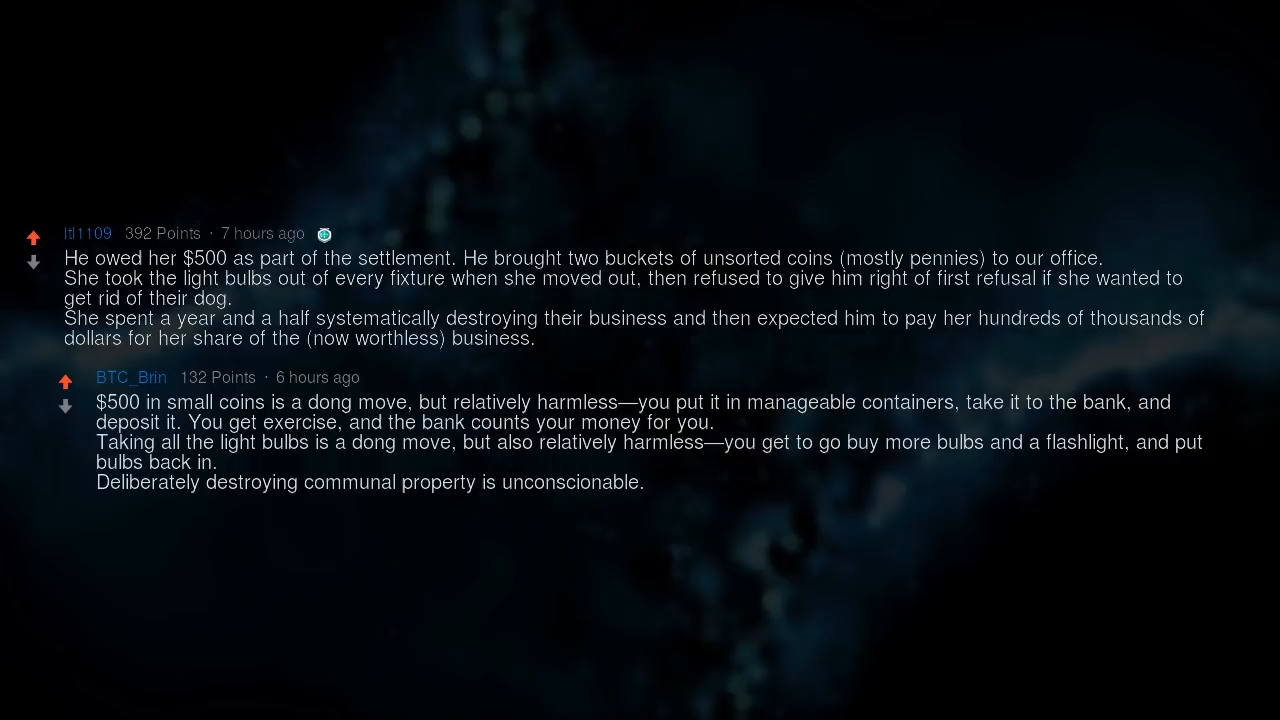 ltl1109 392 Points · 7 hours ago
He owed her $500 as part of the settlement. He brought two buckets of unsorted coins (mostly pennies) to our office.
She took the light bulbs out of every fixture when she moved out, then refused to give him right of first refusal if she wanted to
get rid of their dog.
She spent a year and a half systematically destroying their business and then expected him to pay her hundreds of thousands of
dollars for her share of the (now worthless) business.
BTC_Brin 132 Points · 6 hours ago
$500 in small coins is a dong move, but relatively harmless—you put it in manageable containers, take it to the bank, and
deposit it. You get exercise, and the bank counts your money for you.
Taking all the light bulbs is a dong move, but also relatively harmless—you get to go buy more bulbs and a flashlight, and put
bulbs back in.
Deliberately destroying communal property is unconscionable.